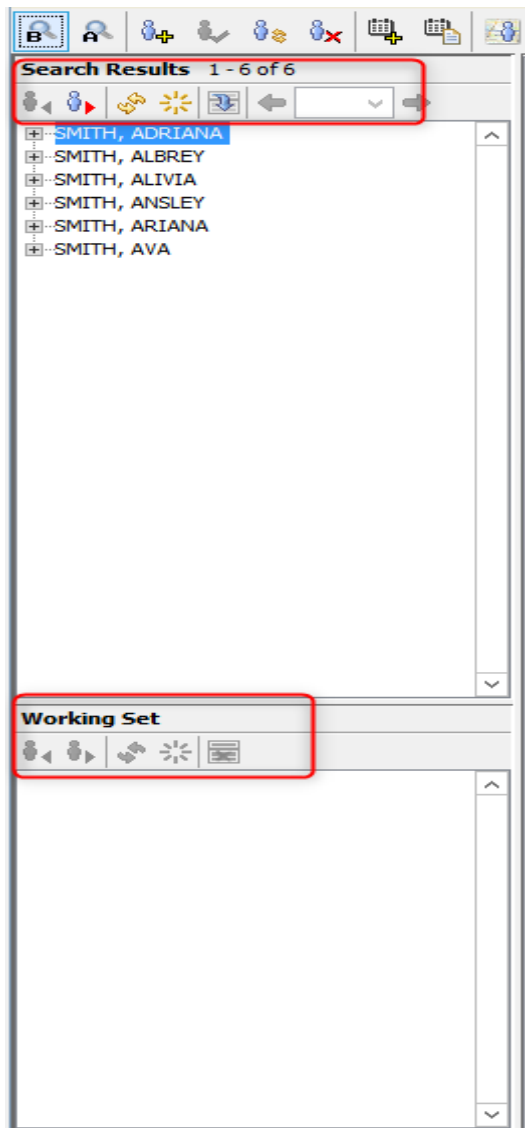 B A
Search Results 1 - 6 of 6
SMITH, ADRIANA
SMITH, ALBREY
SMITH, ALIVIA
SMITH, ANSLEY
SMITH, ARIANA
SMITH, AVA
Working Set